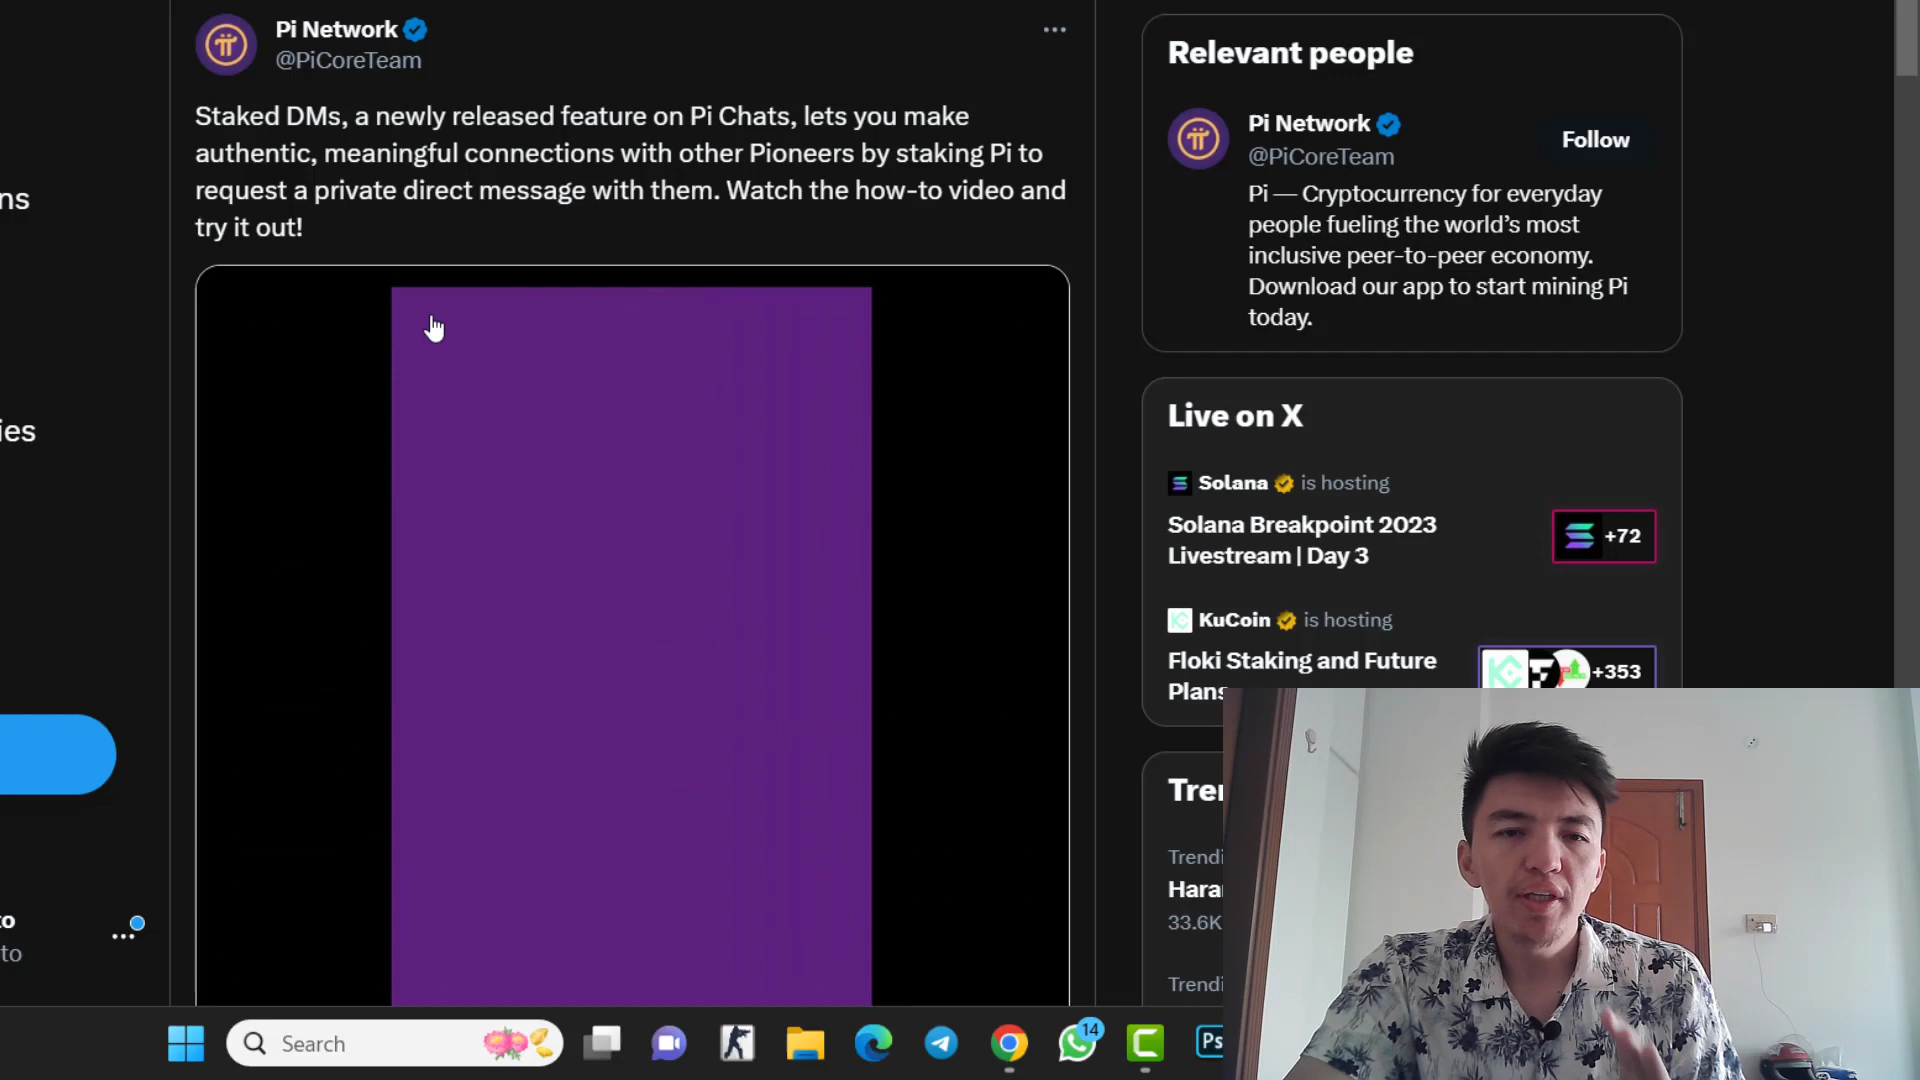 Pi Network
@PiCoreTeam
Staked DMs, a newly released feature on Pi Chats, lets you make
authentic, meaningful connections with other Pioneers by staking Pi to
request a private direct message with them. Watch the how-to video and
try it out!
ns
ies
to
to
Relevant people
Pi Network
@PiCoreTeam
Follow
Pi — Cryptocurrency for everyday
people fueling the world's most
inclusive peer-to-peer economy.
Download our app to start mining Pi
today.
Live on X
Solana is hosting
Solana Breakpoint 2023
Livestream | Day 3
+72
KuCoin is hosting
Floki Staking and Future
Plans
+353
Tre
Trendi
Hara
33.6K
Trendi
Search
14
Ps